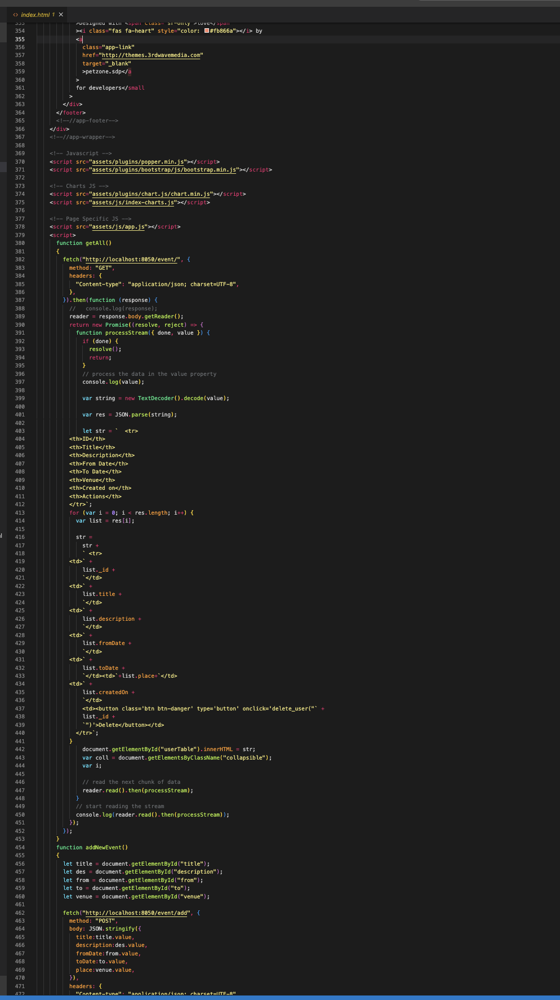 index.html 1 ×
353 >Designed with <span class="sr-only">love</span
354 ><i class="fas fa-heart" style="color: #fb866a"></i> by
355 <a
356 class="app-link"
357 href="http://themes.3rdwavemedia.com"
358 target="_blank"
359 >petzone.sdp</a
360 >
361 for developers</small
362 >
363 </div>
364 </footer>
365 <!--//app-footer-->
366 </div>
367 <!--//app-wrapper-->
368
369 <!-- Javascript -->
370 <script src="assets/plugins/popper.min.js"></script>
371 <script src="assets/plugins/bootstrap/js/bootstrap.min.js"></script>
372
373 <!-- Charts JS -->
374 <script src="assets/plugins/chart.js/chart.min.js"></script>
375 <script src="assets/js/index-charts.js"></script>
376
377 <!-- Page Specific JS -->
378 <script src="assets/js/app.js"></script>
379 <script>
380 function getAll()
381 {
382 fetch("http://localhost:8050/event/", {
383 method: "GET",
384 headers: {
385 "Content-type": "application/json; charset=UTF-8",
386 },
387 }).then(function (response) {
388 //   console.log(response);
389 reader = response.body.getReader();
390 return new Promise((resolve, reject) => {
391 function processStream({ done, value }) {
392 if (done) {
393 resolve();
394 return;
395 }
396 // process the data in the value property
397 console.log(value);
398
399 var string = new TextDecoder().decode(value);
400
401 var res = JSON.parse(string);
402
403 let str = `  <tr>
404 <th>ID</th>
405 <th>Title</th>
406 <th>Description</th>
407 <th>From Date</th>
408 <th>To Date</th>
409 <th>Venue</th>
410 <th>Created on</th>
411 <th>Actions</th>
412 </tr>`;
413 for (var i = 0; i < res.length; i++) {
414 var list = res[i];
415
416 str =
417 str +
418 ` <tr>
419 <td>` +
420 list._id +
421 `</td>
422 <td>` +
423 list.title +
424 `</td>
425 <td>` +
426 list.description +
427 `</td>
428 <td>` +
429 list.fromDate +
430 `</td>
431 <td>` +
432 list.toDate +
433 `</td><td>`+list.place+`</td>
434 <td>` +
435 list.createdOn +
436 `</td>
437 <td><button class='btn btn-danger' type='button' onclick='delete_user("` +
438 list._id +
439 `")'>Delete</button></td>
440 </tr>`;
441 }
442 document.getElementById("userTable").innerHTML = str;
443 var coll = document.getElementsByClassName("collapsible");
444 var i;
445
446 // read the next chunk of data
447 reader.read().then(processStream);
448 }
449 // start reading the stream
450 console.log(reader.read().then(processStream));
451 });
452 });
453 }
454 function addNewEvent()
455 {
456 let title = document.getElementById("title");
457 let des = document.getElementById("description");
458 let from = document.getElementById("from");
459 let to = document.getElementById("to");
460 let venue = document.getElementById("venue");
461
462 fetch("http://localhost:8050/event/add", {
463 method: "POST",
464 body: JSON.stringify({
465 title:title.value,
466 description:des.value,
467 fromDate:from.value,
468 toDate:to.value,
469 place:venue.value,
470 }),
471 headers: {
472 "Content-type": "application/json; charset=UTF-8"